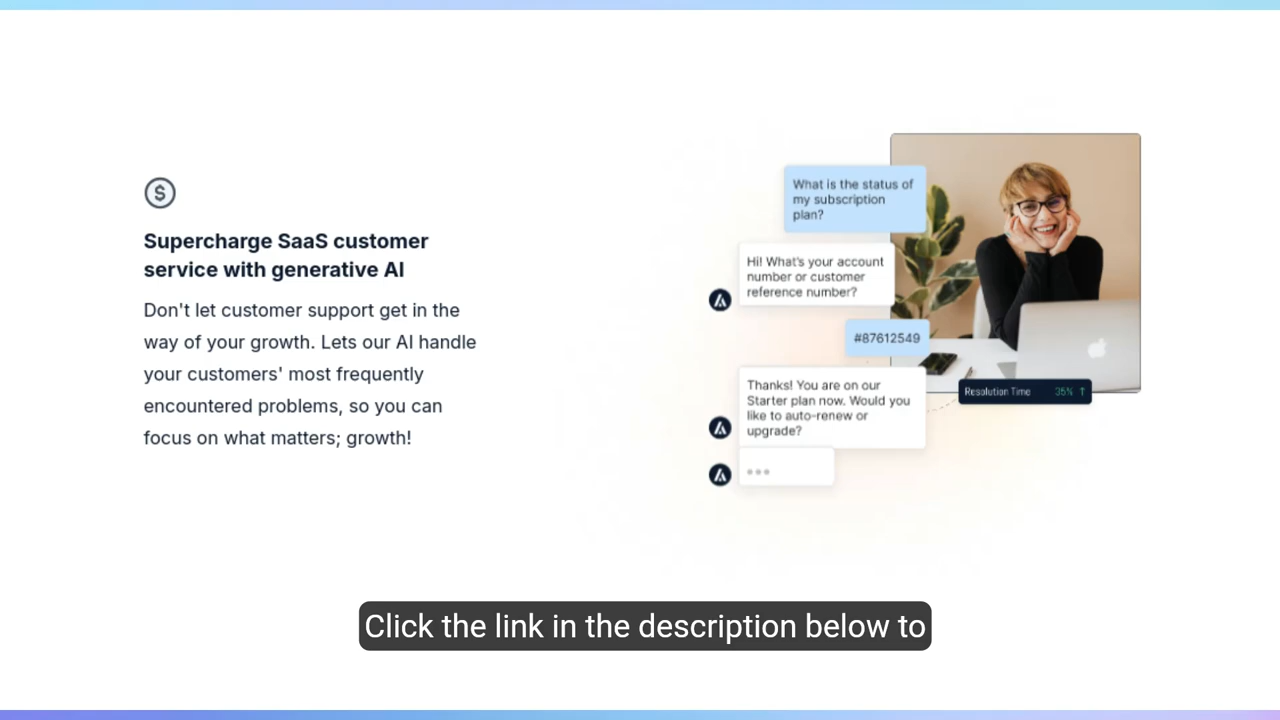 $
Supercharge SaaS customer
service with generative AI
Don't let customer support get in the
way of your growth. Lets our AI handle
your customers' most frequently
encountered problems, so you can
focus on what matters; growth!
What is the status of
my subscription
plan?
Hi! What's your account
number or customer
reference number?
#87612549
Thanks! You are on our
Starter plan now. Would you
like to auto-renew or
upgrade?
Resolution Time 35% ↑
Click the link in the description below to